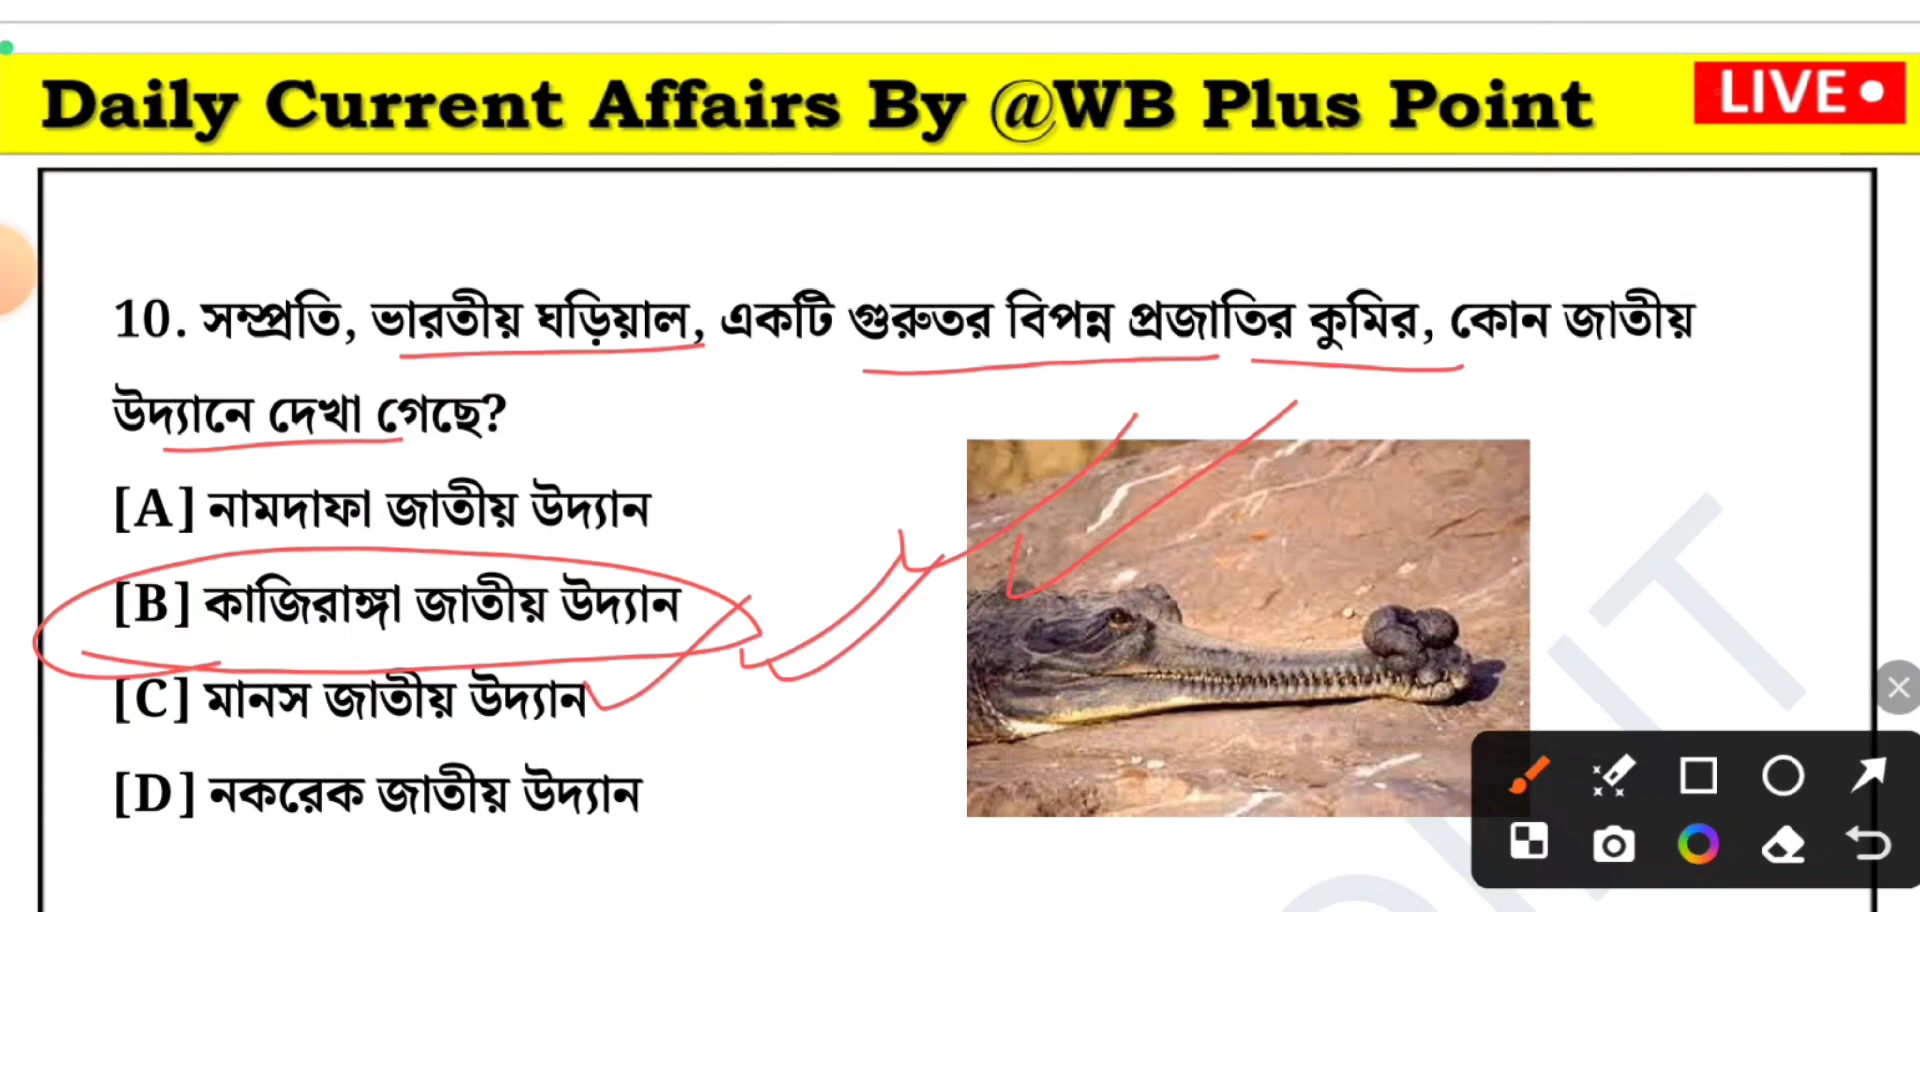 Daily Current Affairs By @WB Plus Point
LIVE
10. সম্প্রতি, ভারতীয় ঘড়িয়াল, একটি গুরুতর বিপন্ন প্রজাতির কুমির, কোন জাতীয়
উদ্যানে দেখা গেছে?
[A] নামদাফা জাতীয় উদ্যান
[B] কাজিরাঙ্গা জাতীয় উদ্যান
[C] মানস জাতীয় উদ্যান
[D] নকরেক জাতীয় উদ্যান